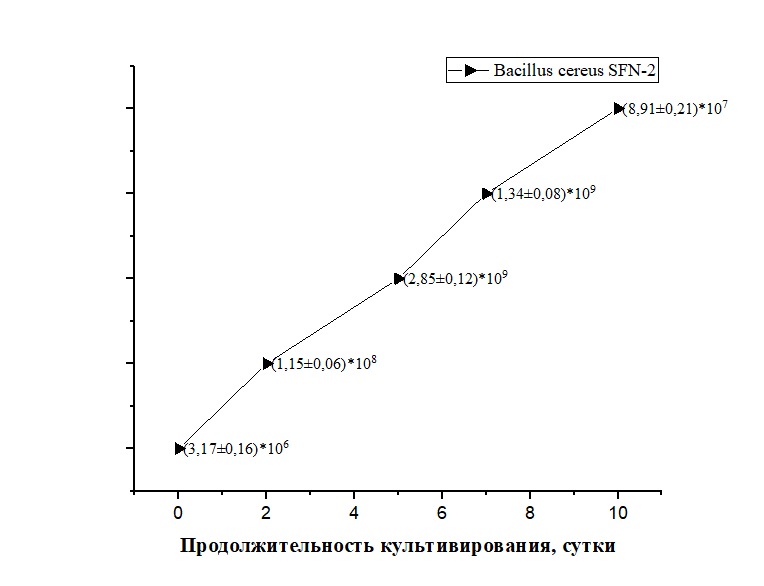 Bacillus cereus SFN-2
(8,91±0,21)*10⁷
(1,34±0,08)*10⁹
(2,85±0,12)*10⁹
(1,15±0,06)*10⁸
(3,17±0,16)*10⁶
0 2 4 6 8 10
Продолжительность культивирования, сутки